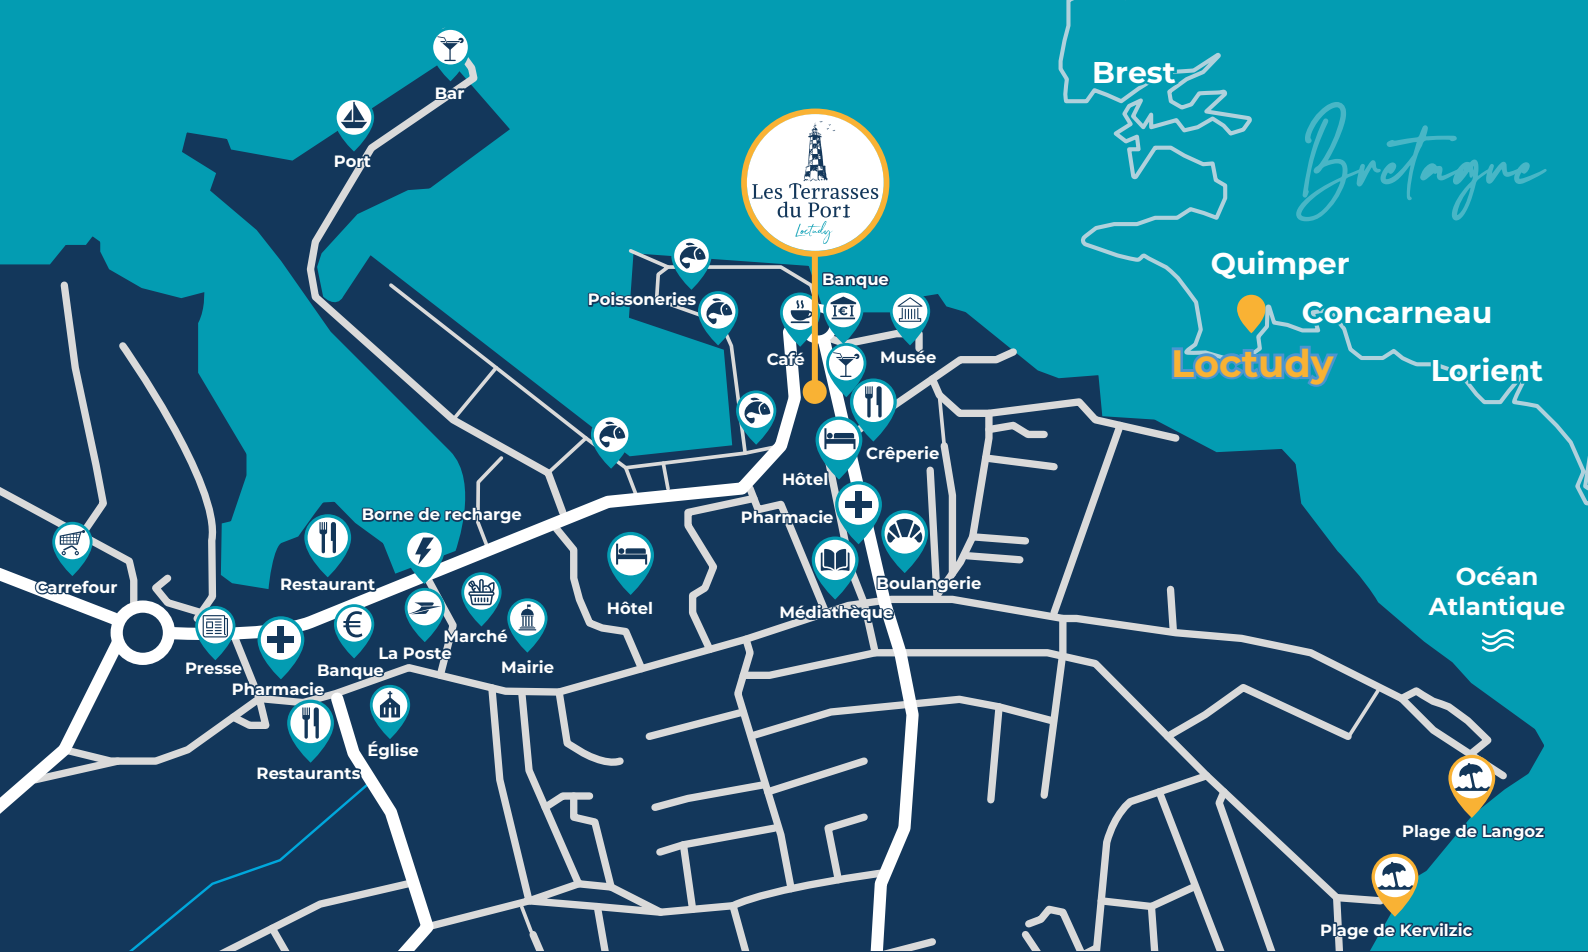 Brest
Bar
Bretagne
Port
Les Terrasses
du Port
Loctudy
Quimper
Banque
Poissoneries
Concarneau
Café
Musée
Loctudy
Lorient
Crêperie
Hôtel
Borne de recharge
Pharmacie
Carrefour
Restaurant
Boulangerie
Océan
Atlantique
Hôtel
Médiathèque
Marché
La Poste
Presse
Banque
Mairie
Pharmacie
Église
Restaurants
Plage de Langoz
Plage de Kervilzic